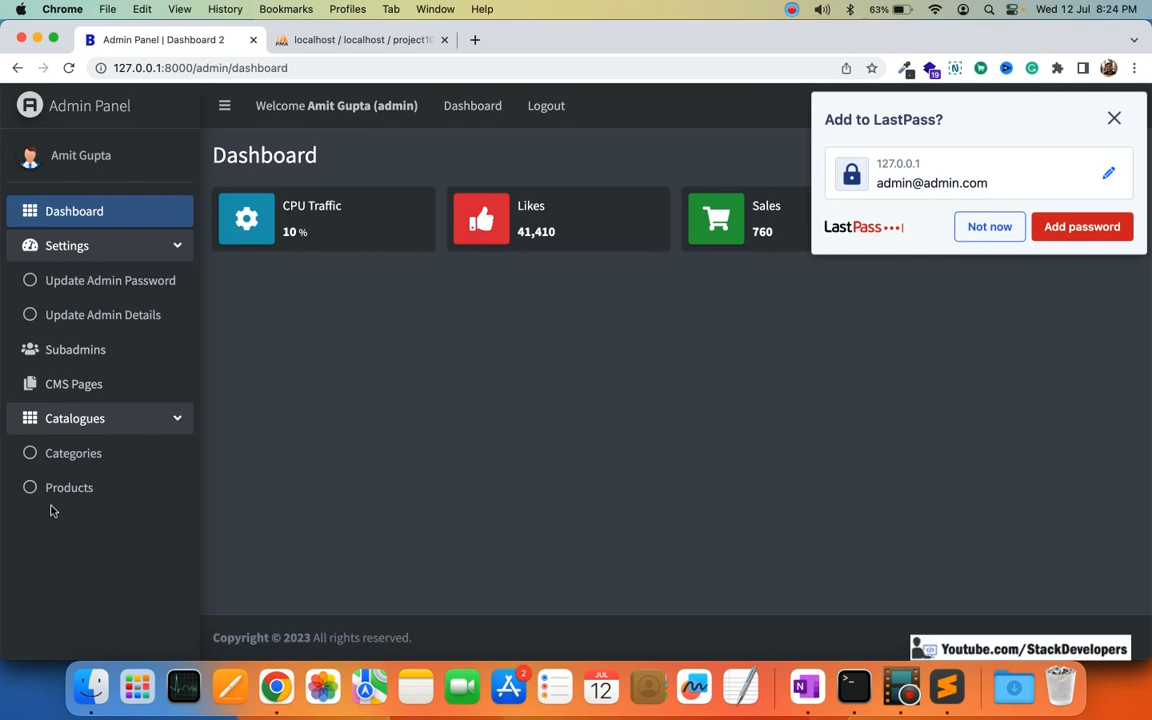 Chrome File Edit View History Bookmarks Profiles Tab Window Help 63% Wed 12 Jul 8:24 PM
Admin Panel | Dashboard 2
localhost / localhost / project10
127.0.0.1:8000/admin/dashboard
19
A Admin Panel
Welcome Amit Gupta (admin) Dashboard Logout
Add to LastPass?
127.0.0.1
admin@admin.com
LastPass
Not now
Add password
Amit Gupta
Dashboard
Settings
Update Admin Password
Update Admin Details
Subadmins
CMS Pages
Catalogues
Categories
Products
Dashboard
CPU Traffic
10 %
Likes
41,410
Sales
760
Copyright © 2023 All rights reserved.
Youtube.com/StackDevelopers
2
JUL
12